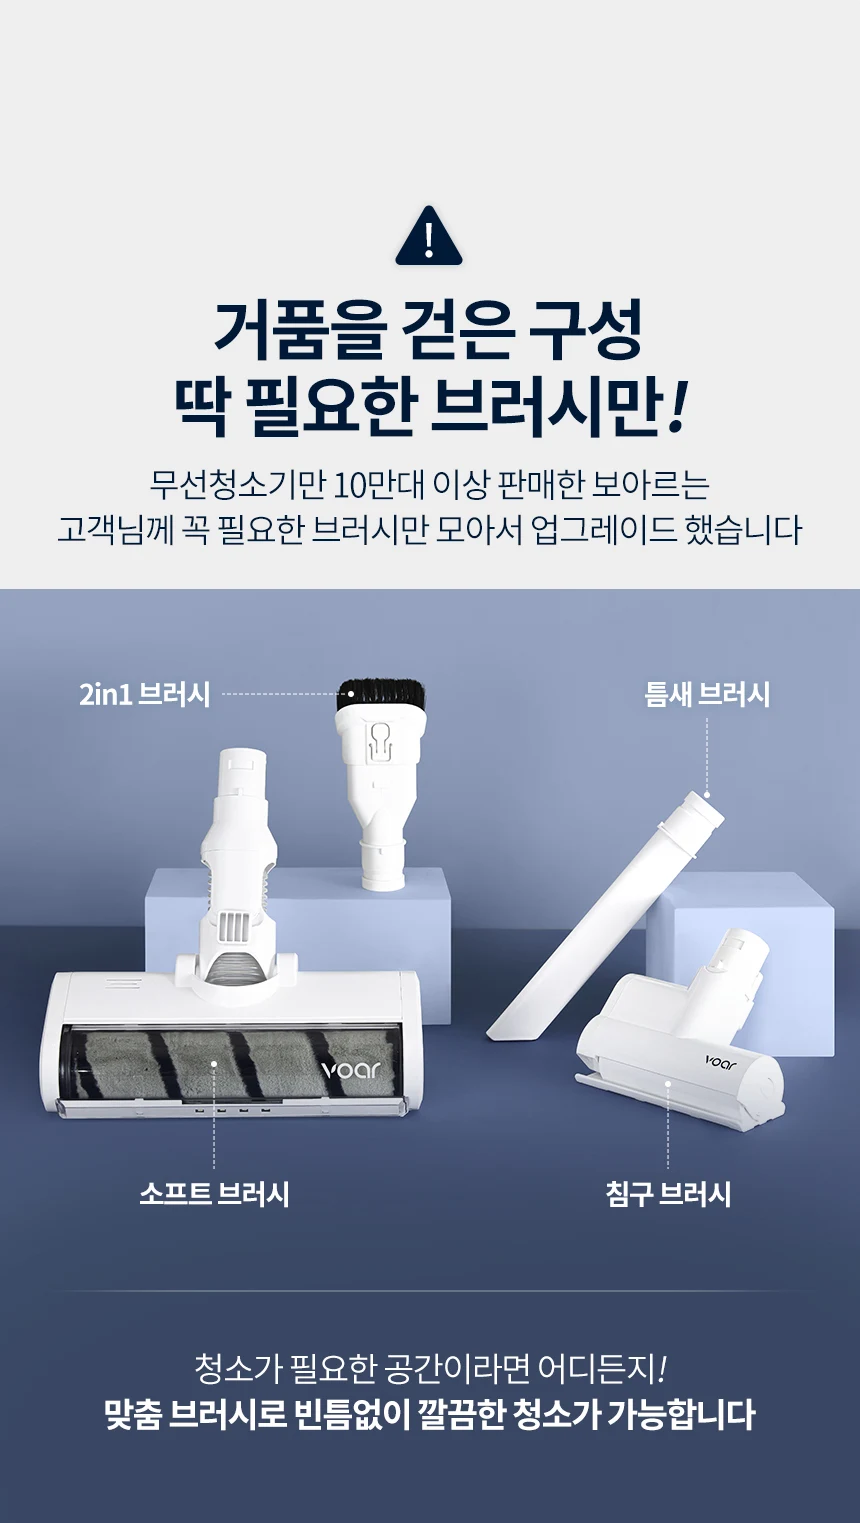 거품을 걷은 구성
딱 필요한 브러시만!
무선청소기만 10만대 이상 판매한 보아르는
고객님께 꼭 필요한 브러시만 모아서 업그레이드 했습니다
2in1 브러시
틈새 브러시
voar
voar
소프트 브러시
침구 브러시
청소가 필요한 공간이라면 어디든지!
맞춤 브러시로 빈틈없이 깔끔한 청소가 가능합니다